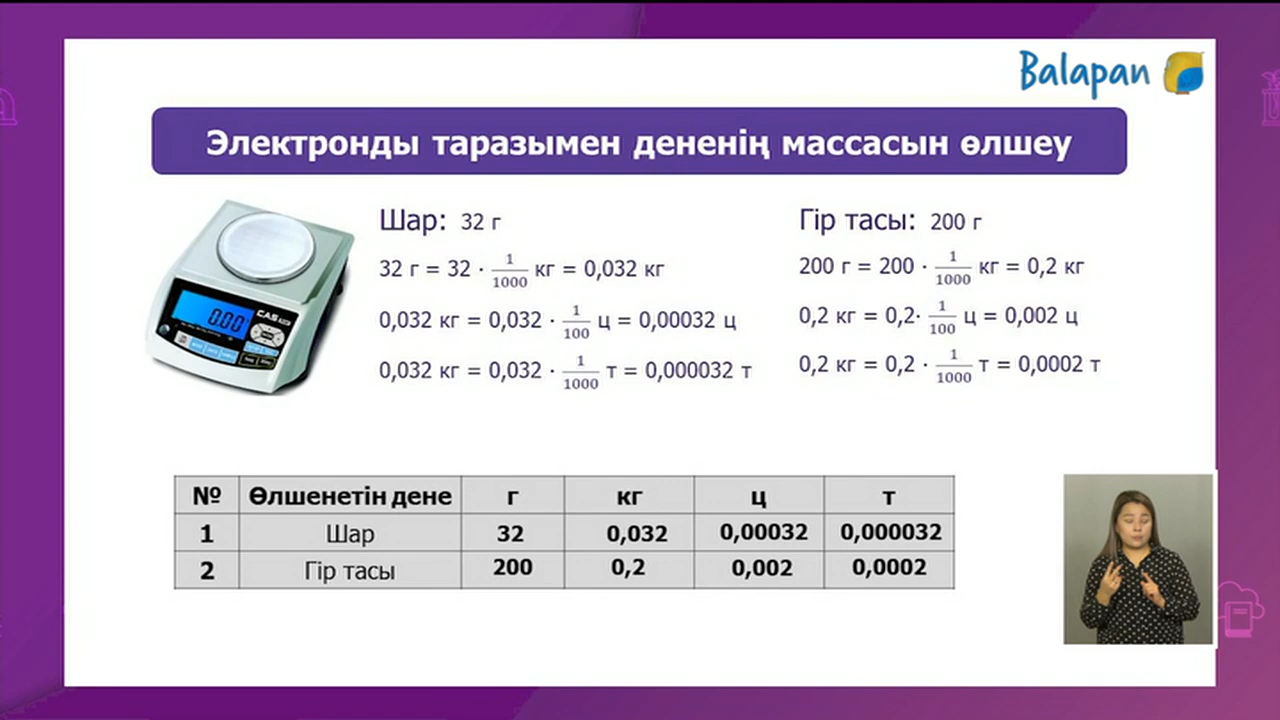 Balapan
Электронды таразымен дененің массасын өлшеу
Шар: 32 г
32 г = 32 · 1/1000 кг = 0,032 кг
0,032 кг = 0,032 · 1/100 ц = 0,00032 ц
0,032 кг = 0,032 · 1/1000 т = 0,000032 т
Гір тасы: 200 г
200 г = 200 · 1/1000 кг = 0,2 кг
0,2 кг = 0,2· 1/100 ц = 0,002 ц
0,2 кг = 0,2 · 1/1000 т = 0,0002 т
0.00
CAS
№ Өлшенетін дене г кг ц т
1 Шар 32 0,032 0,00032 0,000032
2 Гір тасы 200 0,2 0,002 0,0002